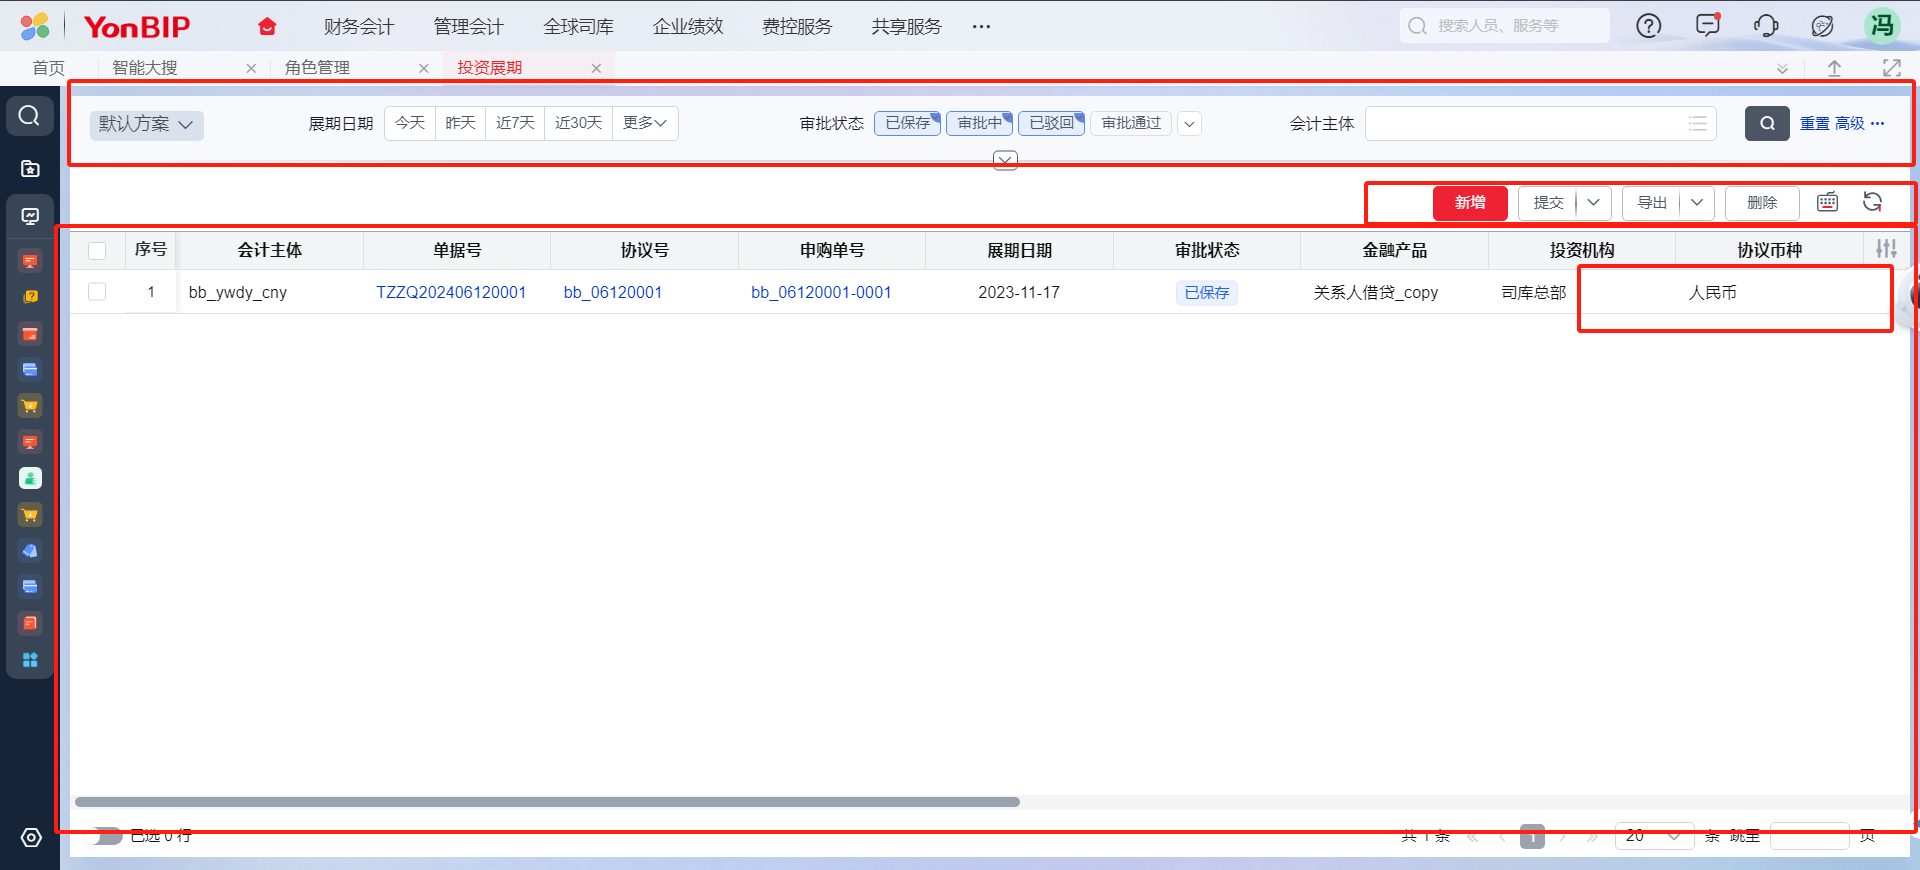 YonBIP 财务会计 管理会计 全球司库 企业绩效 费控服务 共享服务 ··· 搜索人员、服务等 冯
首页 智能大搜 角色管理 投资展期
默认方案 展期日期 今天 昨天 近7天 近30天 更多 审批状态 已保存 审批中 已驳回 审批通过 会计主体 重置 高级 ···
新增 提交 导出 删除
序号 会计主体 单据号 协议号 申购单号 展期日期 审批状态 金融产品 投资机构 协议币种
1 bb_ywdy_cny TZZQ202406120001 bb_06120001 bb_06120001-0001 2023-11-17 已保存 关系人借贷_copy 司库总部 人民币
已选 0 行 共 1 条 1 20 条 跳至 页